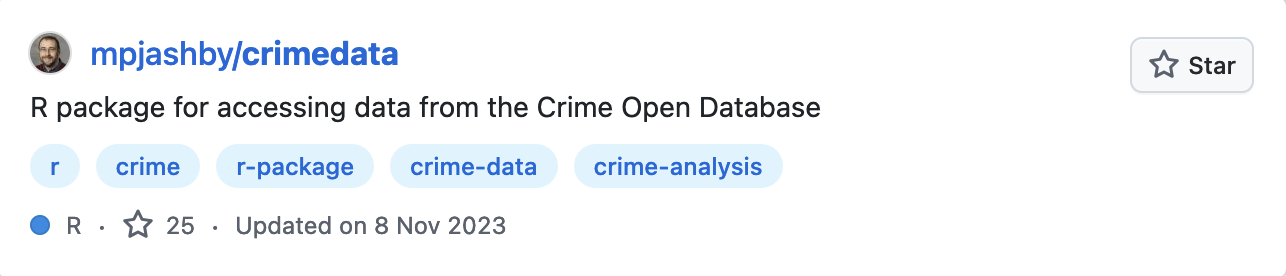 mpjashby/crimedata
Star
R package for accessing data from the Crime Open Database
r crime r-package crime-data crime-analysis
R · 25 · Updated on 8 Nov 2023